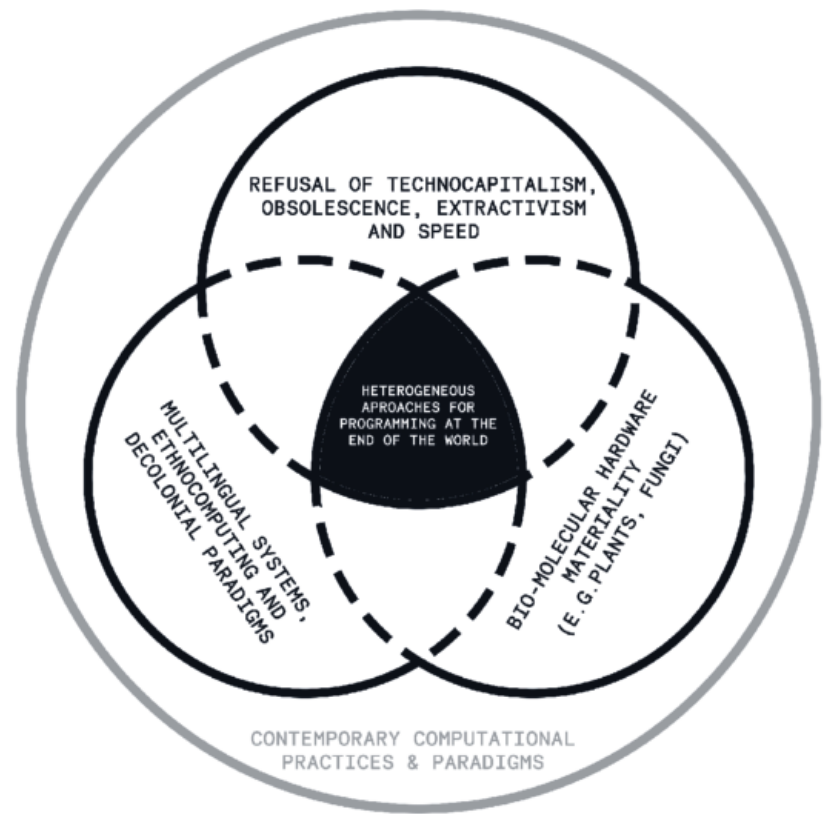 REFUSAL OF TECHNOCAPITALISM,
OBSOLESCENCE, EXTRACTIVISM
AND SPEED
HETEROGENEOUS
APROACHES FOR
PROGRAMMING AT THE
END OF THE WORLD
MULTILINGUAL SYSTEMS,
ETHNOCOMPUTING AND
DECOLONIAL PARADIGMS
BIO-MOLECULAR HARDWARE
MATERIALITY
(E.G.PLANTS, FUNGI)
CONTEMPORARY COMPUTATIONAL
PRACTICES & PARADIGMS